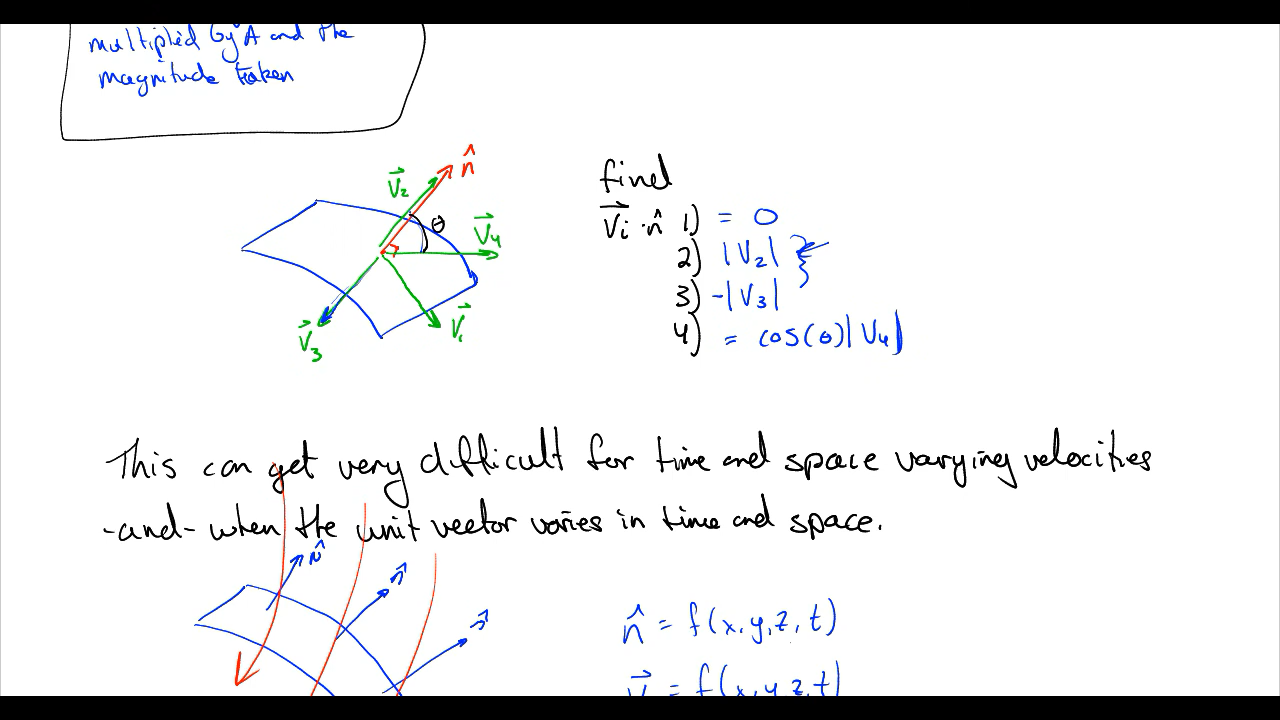 multiplied by A and the
magnitude taken
n̂
V⃗₂
θ
V⃗₄
V⃗₃
V⃗₁
find
V⃗i · n̂ 1) = 0
2) |V₂|
3) -|V₃|
4) = cos(θ)|V₄|
This can get very difficult for time and space varying velocities
-and- when the unit vector varies in time and space.
n̂
n̂
n̂
n̂ = f(x,y,z,t)
V⃗ = f(x,y,z,t)